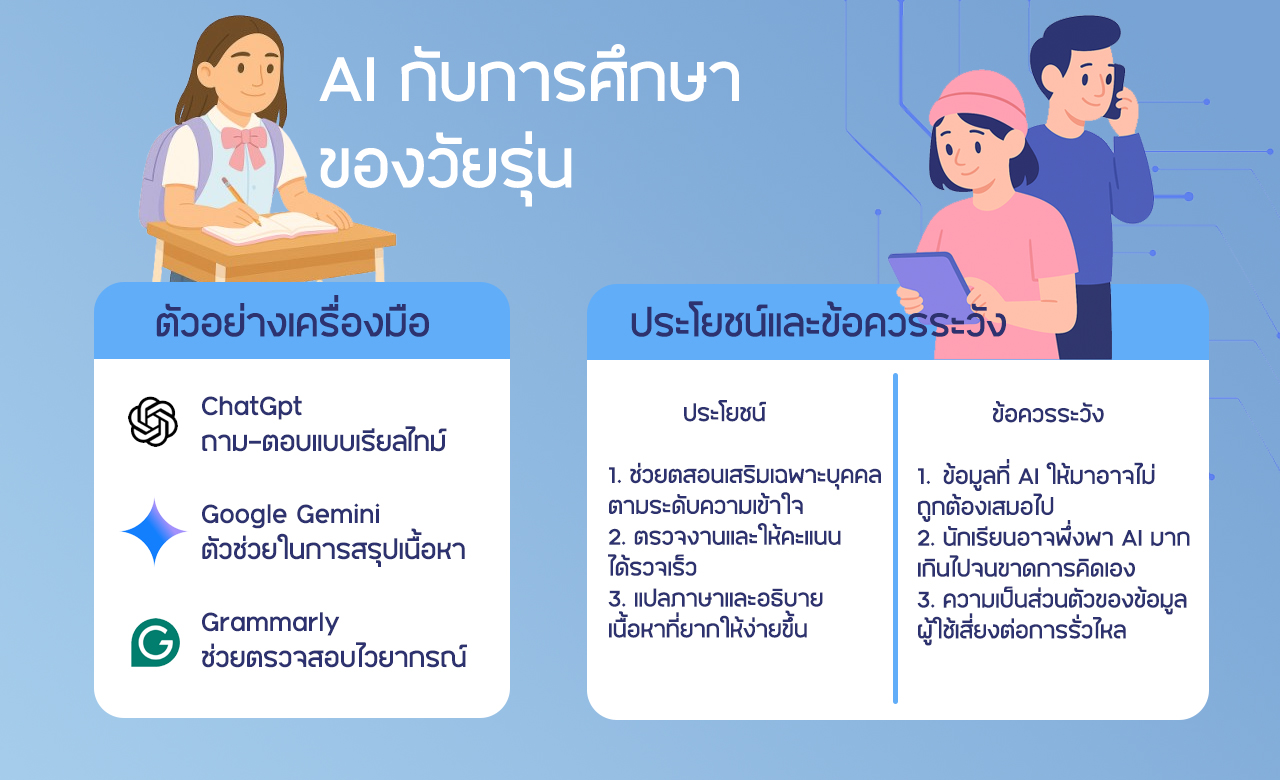 AI กับการศึกษา
ของวัยรุ่น
ตัวอย่างเครื่องมือ
ChatGpt
ถาม-ตอบแบบเรียลไทม์
Google Gemini
ตัวช่วยในการสรุปเนื้อหา
Grammarly
ช่วยตรวจสอบไวยากรณ์
ประโยชน์และข้อควรระวัง
ประโยชน์
1. ช่วยตสอนเสริมเฉพาะบุคคล
ตามระดับความเข้าใจ
2. ตรวจงานและให้คะแนน
ได้รวจเร็ว
3. แปลภาษาและอธิบาย
เนื้อหาที่ยากให้ง่ายขึ้น
ข้อควรระวัง
1. ข้อมูลที่ AI ให้มาอาจไม่
ถูกต้องเสมอไป
2. นักเรียนอาจพึ่งพา AI มาก
เกินไปจนขาดการคิดเอง
3. ความเป็นส่วนตัวของข้อมูล
ผู้ใช้เสี่ยงต่อการรั่วไหล